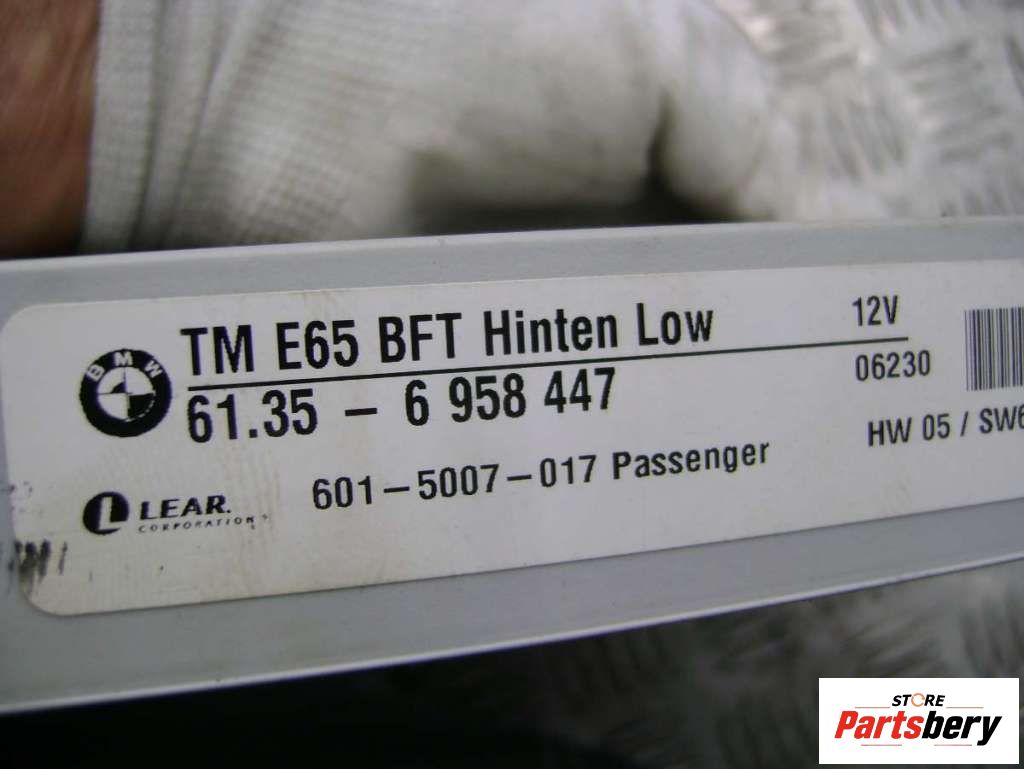 BMW
TM E65 BFT Hinten Low
12V
61.35 - 6 958 447
06230
HW 05 / SW6
LEAR.
CORPORATION
601-5007-017 Passenger
STORE
Partsbery